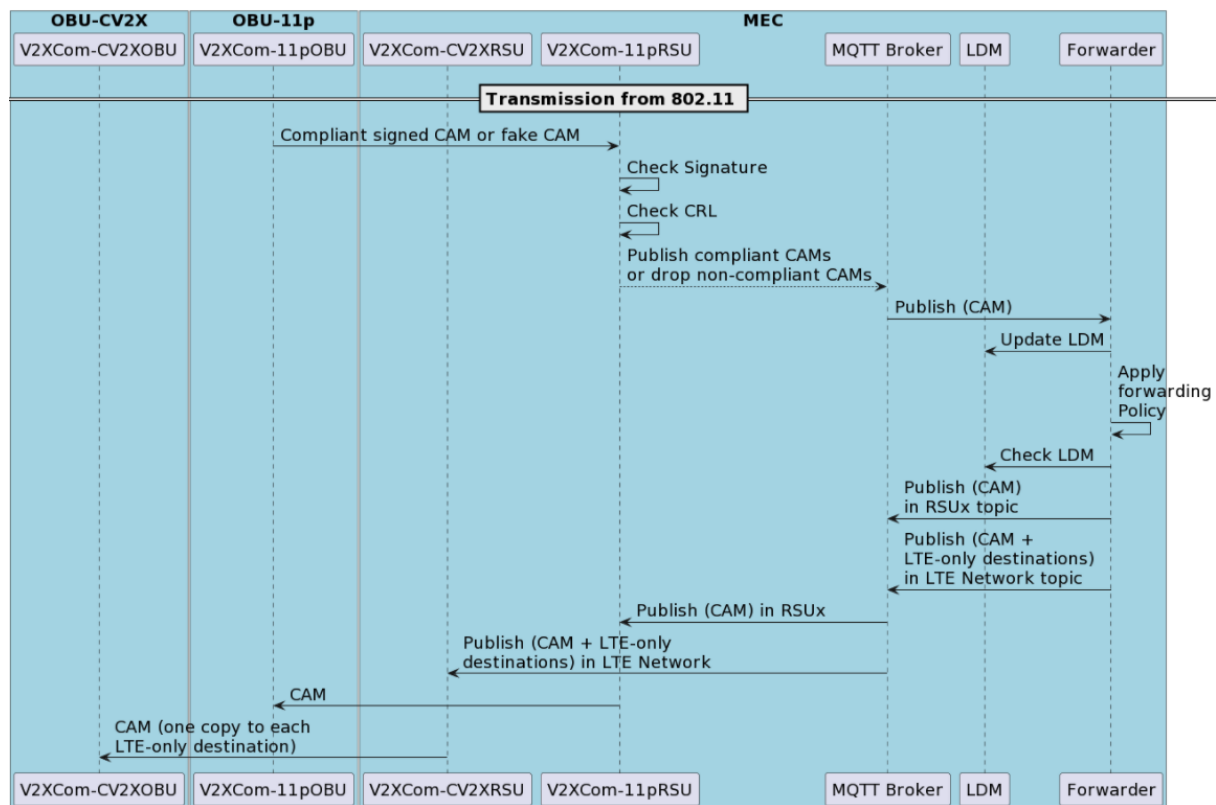 OBU-CV2X OBU-11p MEC
V2XCom-CV2XOBU V2XCom-11pOBU V2XCom-CV2XRSU V2XCom-11pRSU MQTT Broker LDM Forwarder
Transmission from 802.11
Compliant signed CAM or fake CAM
Check Signature
Check CRL
Publish compliant CAMs
or drop non-compliant CAMs
Publish (CAM)
Update LDM
Apply
forwarding
Policy
Check LDM
Publish (CAM)
in RSUx topic
Publish (CAM +
LTE-only destinations)
in LTE Network topic
Publish (CAM) in RSUx
Publish (CAM + LTE-only
destinations) in LTE Network
CAM
CAM (one copy to each
LTE-only destination)
V2XCom-CV2XOBU V2XCom-11pOBU V2XCom-CV2XRSU V2XCom-11pRSU MQTT Broker LDM Forwarder